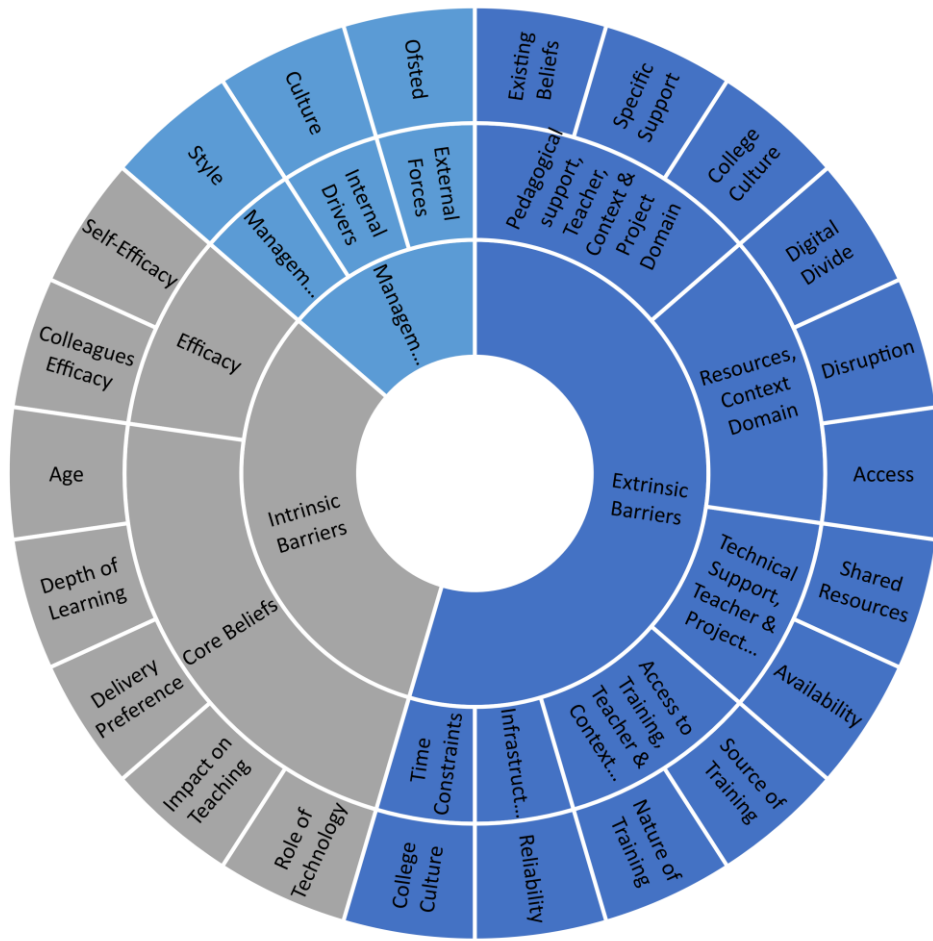 Existing
Beliefs
Specific
Support
College
Culture
Digital
Divide
Disruption
Access
Shared
Resources
Availability
Source of
Training
Nature of
Training
Reliability
College
Culture
Role of
Technology
Impact on
Teaching
Delivery
Preference
Depth of
Learning
Age
Colleagues
Efficacy
Self-Efficacy
Style
Culture
Ofsted
Pedagogical
support,
Teacher,
Context &
Project
Domain
Resources,
Context
Domain
Technical
Support,
Teacher &
Project...
Access to
Training,
Teacher &
Context...
Infrastruct...
Time
Constraints
Core Beliefs
Efficacy
Managem...
Internal
Drivers
External
Forces
Extrinsic
Barriers
Intrinsic
Barriers
Managem...